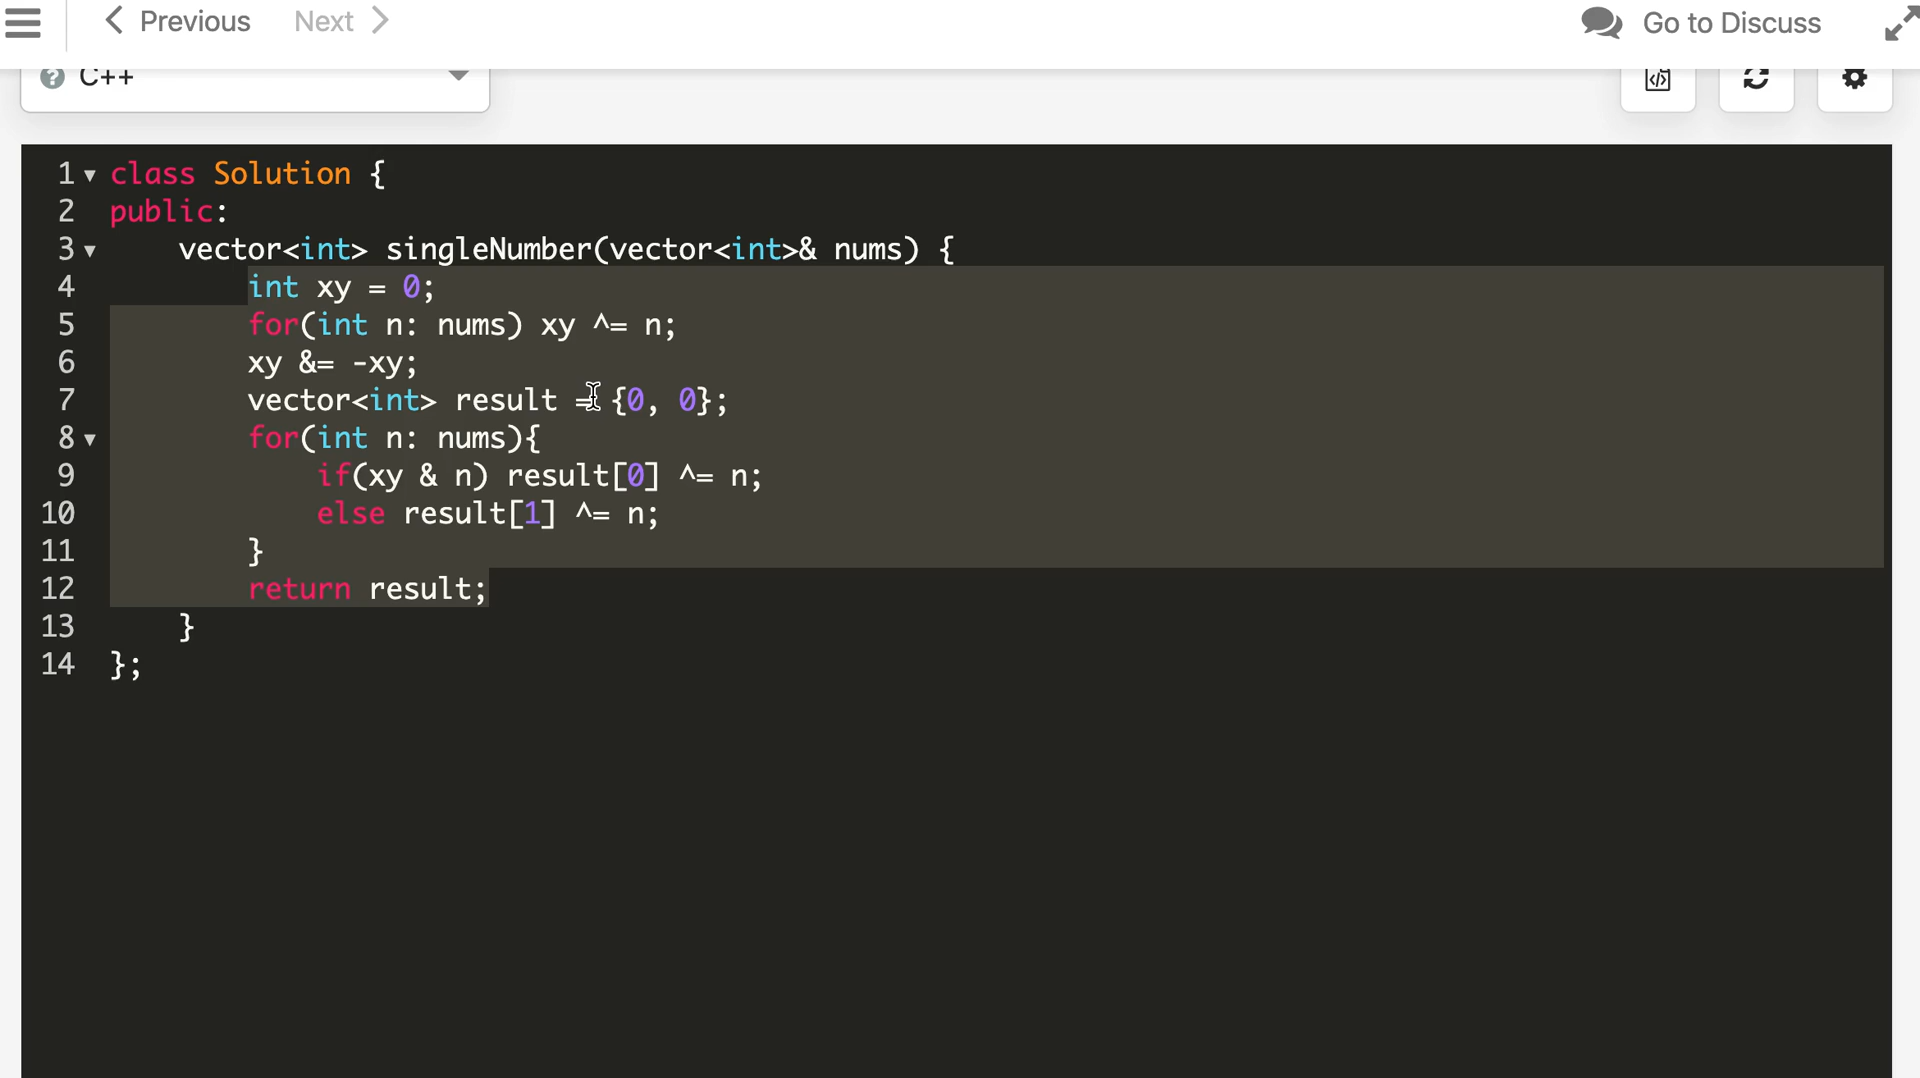 Previous Next Go to Discuss
C++
1 class Solution {
2 public:
3 vector<int> singleNumber(vector<int>& nums) {
4 int xy = 0;
5 for(int n: nums) xy ^= n;
6 xy &= -xy;
7 vector<int> result = {0, 0};
8 for(int n: nums){
9 if(xy & n) result[0] ^= n;
10 else result[1] ^= n;
11 }
12 return result;
13 }
14 };